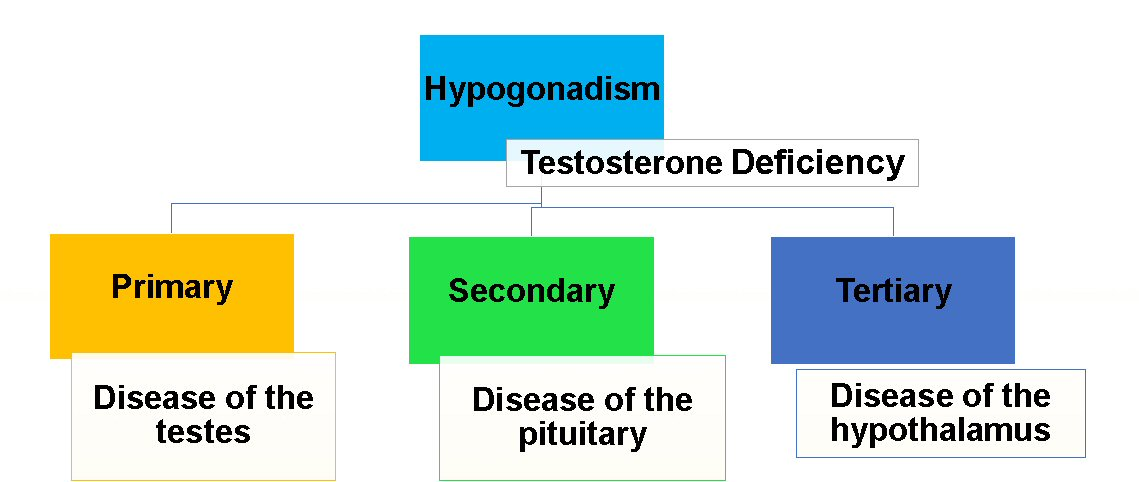 Hypogonadism
Testosterone Deficiency
Primary
Disease of the
testes
Secondary
Disease of the
pituitary
Tertiary
Disease of the
hypothalamus